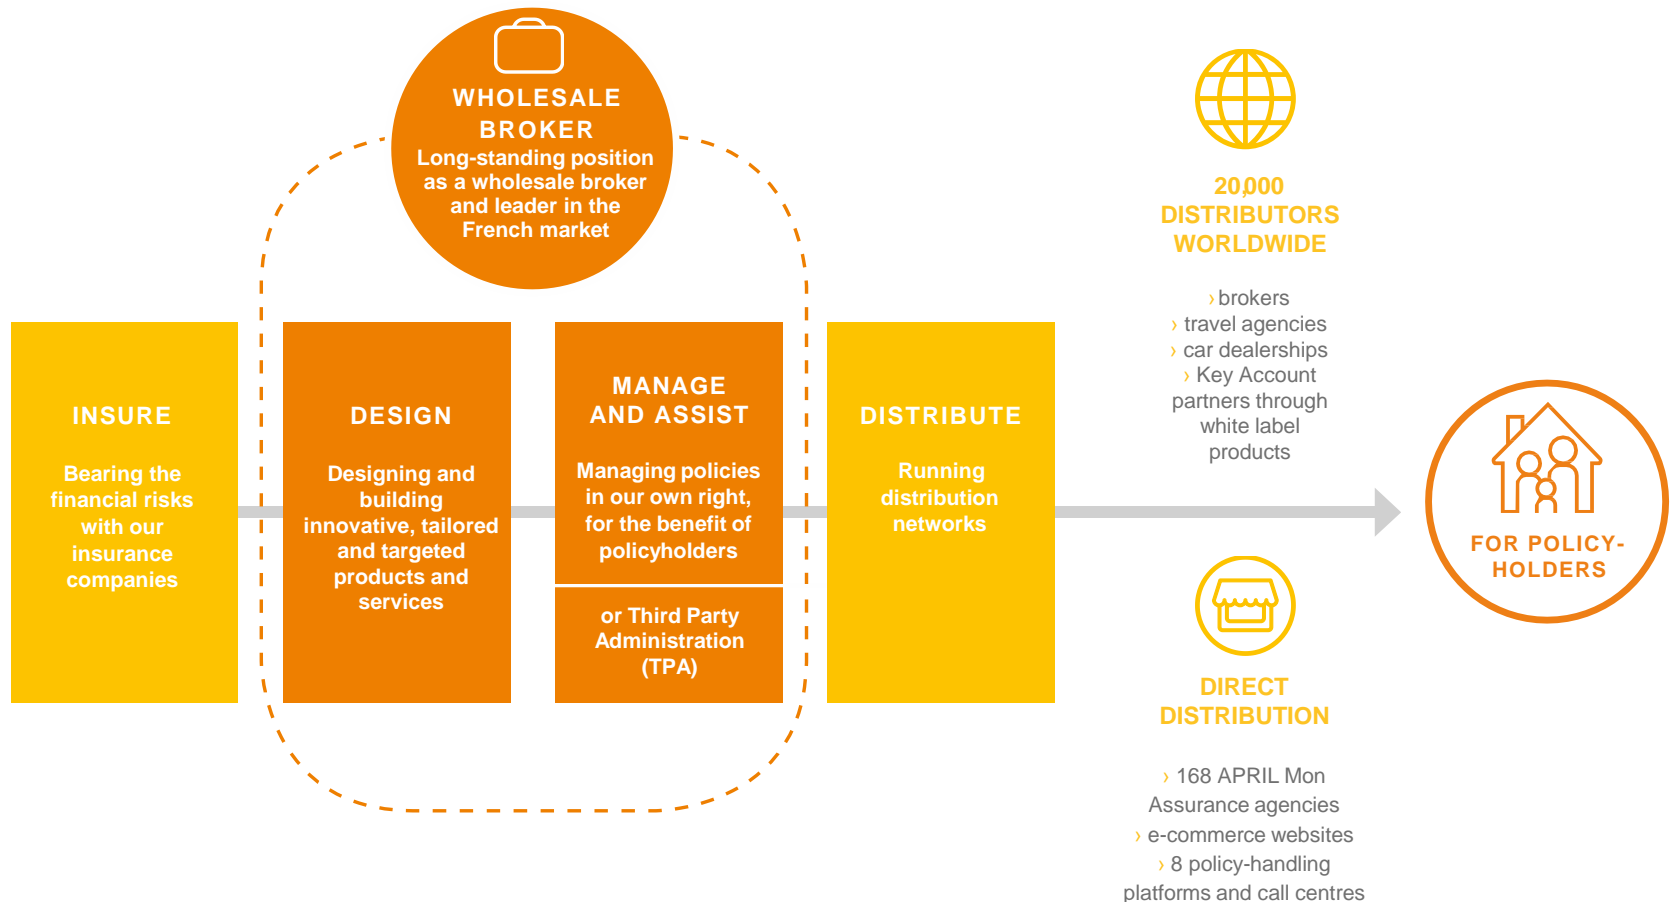 WHOLESALE
BROKER
Long-standing position
as a wholesale broker
and leader in the
French market
INSURE
Bearing the
financial risks
with our
insurance
companies
DESIGN
Designing and
building
innovative, tailored
and targeted
products and
services
MANAGE
AND ASSIST
Managing policies
in our own right,
for the benefit of
policyholders
or Third Party
Administration
(TPA)
DISTRIBUTE
Running
distribution
networks
20,000
DISTRIBUTORS
WORLDWIDE
› brokers
› travel agencies
› car dealerships
› Key Account
partners through
white label
products
DIRECT
DISTRIBUTION
› 168 APRIL Mon
Assurance agencies
› e-commerce websites
› 8 policy-handling
platforms and call centres
FOR POLICY-
HOLDERS